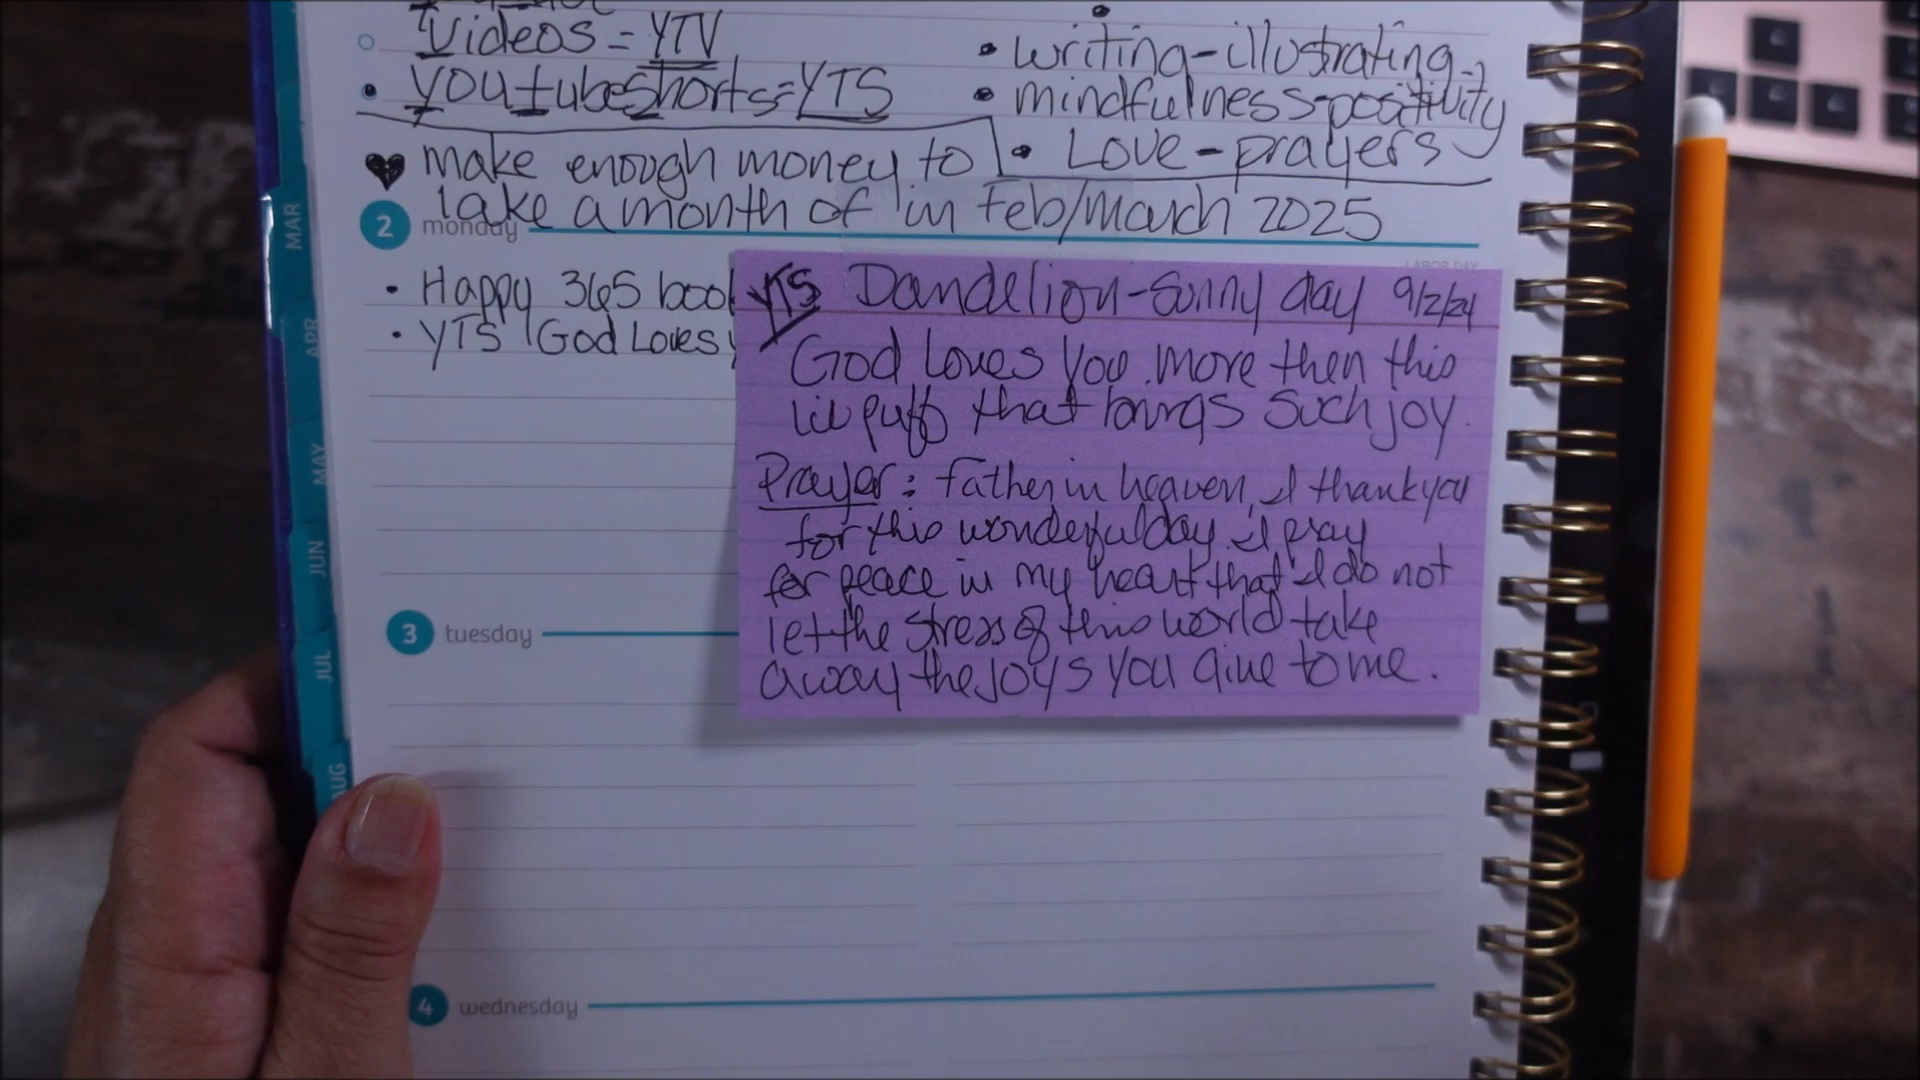 Videos = YTV
• youtubeshorts=YTS
• writing-illustrating
• mindfulness-positivity
• Love-prayers
♥ make enough money to
take a month of in Feb/march 2025
2 monday
LABOR DAY
• Happy 365 boo
• YTS God Loves
YTS Dandelion-Sunny day 9/2/24
God Loves You more then this
lil puff that brings such joy.
Prayer: Father in heaven, I thank you
for this wonderful day. I pray
for peace in my heart that I do not
let the stress of this world take
away the joys you give to me.
3 tuesday
4 wednesday
MAR
APR
MAY
JUN
JUL
AUG